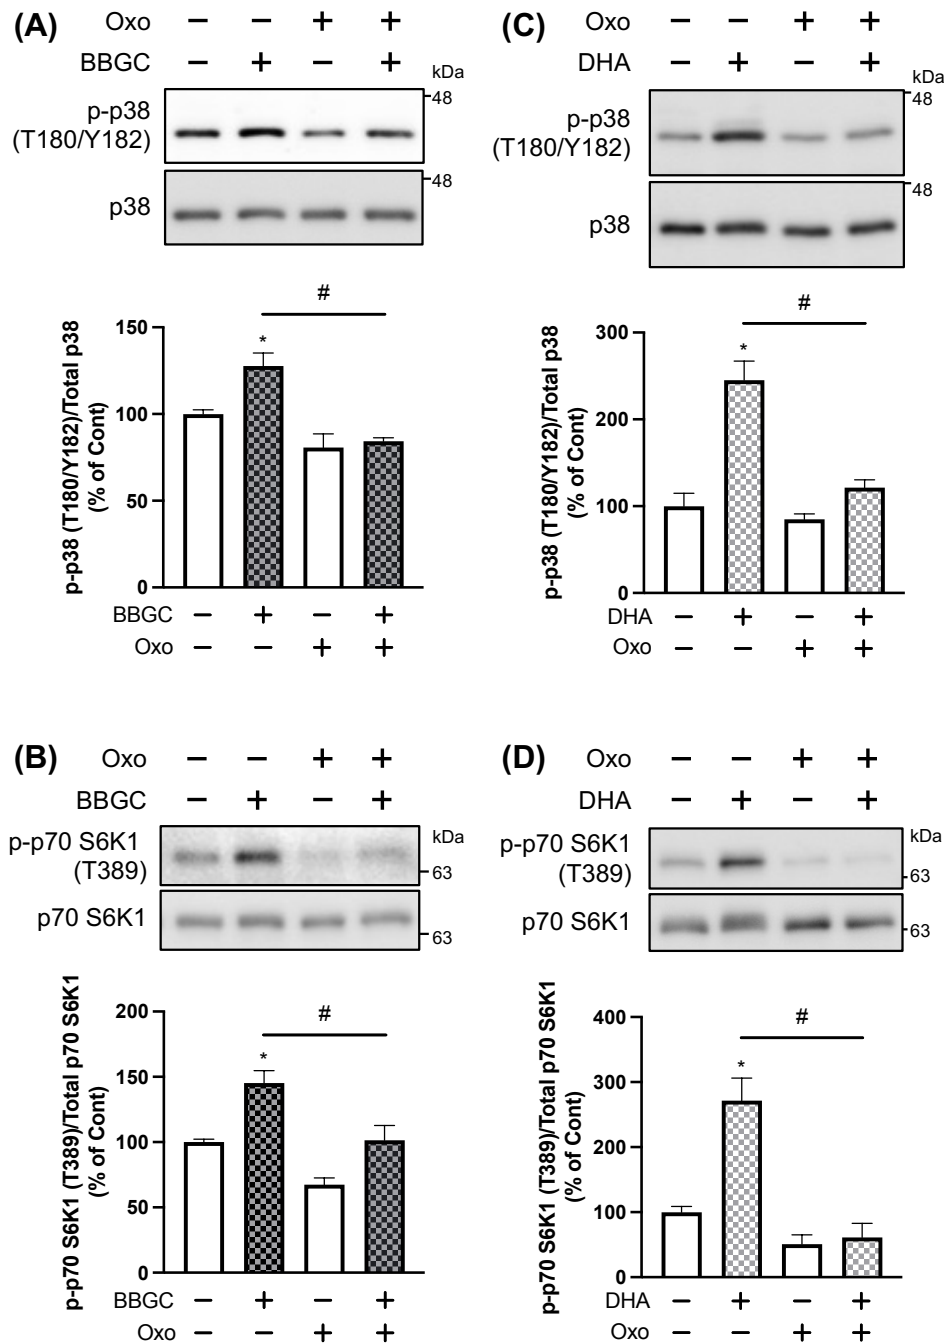 (A)
Oxo − − + +
BBGC − + − +
kDa
p-p38
(T180/Y182)
48
p38
48
#
p-p38 (T180/Y182)/Total p38
(% of Cont)
150
100
50
0
*
BBGC − + − +
Oxo − − + +
(C)
Oxo − − + +
DHA − + − +
kDa
p-p38
(T180/Y182)
48
p38
48
#
p-p38 (T180/Y182)/Total p38
(% of Cont)
300
200
100
0
*
DHA − + − +
Oxo − − + +
(B)
Oxo − − + +
BBGC − + − +
kDa
p-p70 S6K1
(T389)
63
p70 S6K1
63
#
p-p70 S6K1 (T389)/Total p70 S6K1
(% of Cont)
200
150
100
50
0
*
BBGC − + − +
Oxo − − + +
(D)
Oxo − − + +
DHA − + − +
kDa
p-p70 S6K1
(T389)
63
p70 S6K1
63
#
p-p70 S6K1 (T389)/Total p70 S6K1
(% of Cont)
400
300
200
100
0
*
DHA − + − +
Oxo − − + +